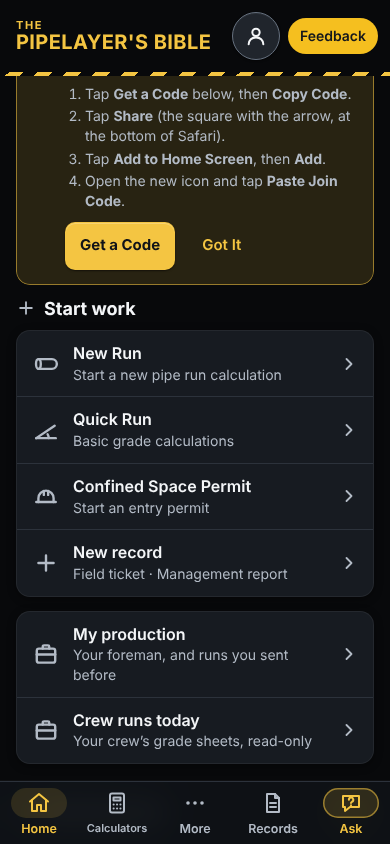 THE
PIPELAYER'S BIBLE
Feedback
1. Tap Get a Code below, then Copy Code.
2. Tap Share (the square with the arrow, at
the bottom of Safari).
3. Tap Add to Home Screen, then Add.
4. Open the new icon and tap Paste Join
Code.
Get a Code
Got It
Start work
New Run
Start a new pipe run calculation
Quick Run
Basic grade calculations
Confined Space Permit
Start an entry permit
New record
Field ticket · Management report
My production
Your foreman, and runs you sent
before
Crew runs today
Your crew’s grade sheets, read-only
Home
Calculators
More
Records
Ask